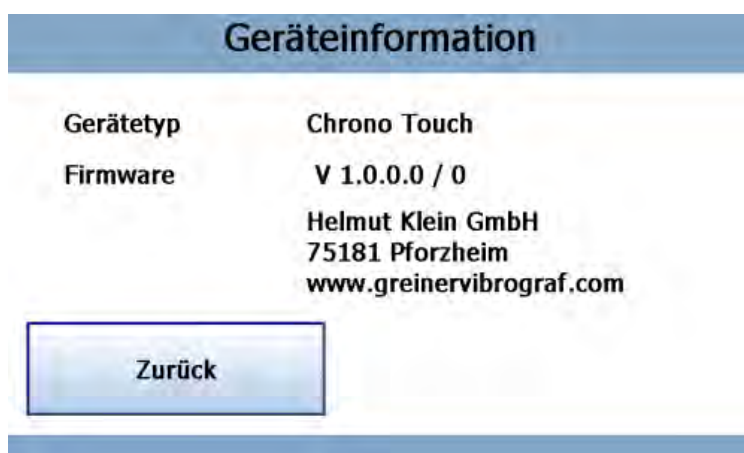 Geräteinformation
Gerätetyp Chrono Touch
Firmware V 1.0.0.0 / 0
Helmut Klein GmbH
75181 Pforzheim
www.greinervibrograf.com
Zurück